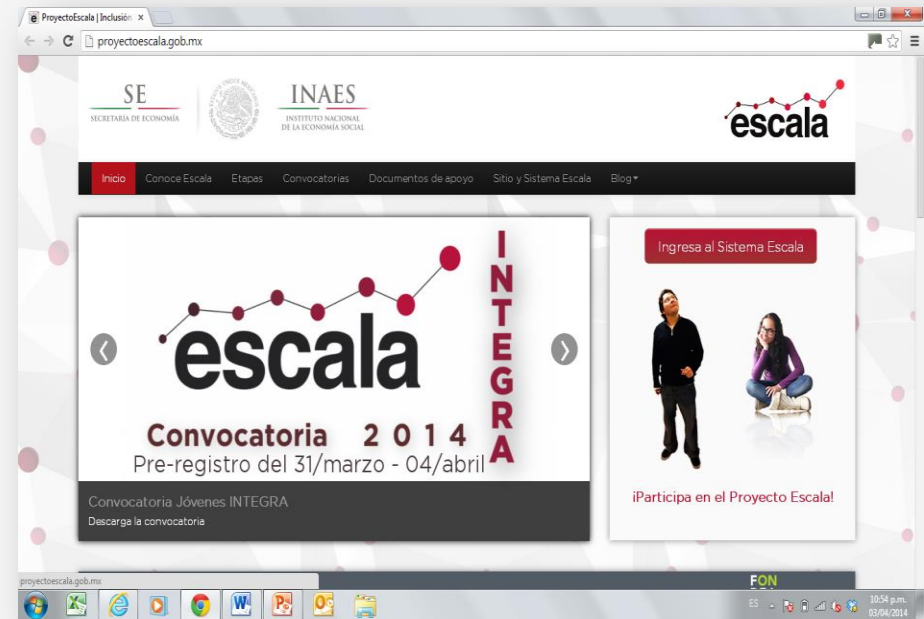 ProyectoEscala | Inclusión
proyectoescala.gob.mx
SE
SECRETARÍA DE ECONOMÍA
INAES
INSTITUTO NACIONAL
DE LA ECONOMÍA SOCIAL
escala
Inicio Conoce Escala Etapas Convocatorias Documentos de apoyo Sitio y Sistema Escala Blog
escala
INTEGRA
Convocatoria 2014
Pre-registro del 31/marzo - 04/abril
Convocatoria Jóvenes INTEGRA
Descarga la convocatoria
Ingresa al Sistema Escala
¡Participa en el Proyecto Escala!
proyectoescala.gob.mx
FON
ES
10:54 p.m.
03/04/2014